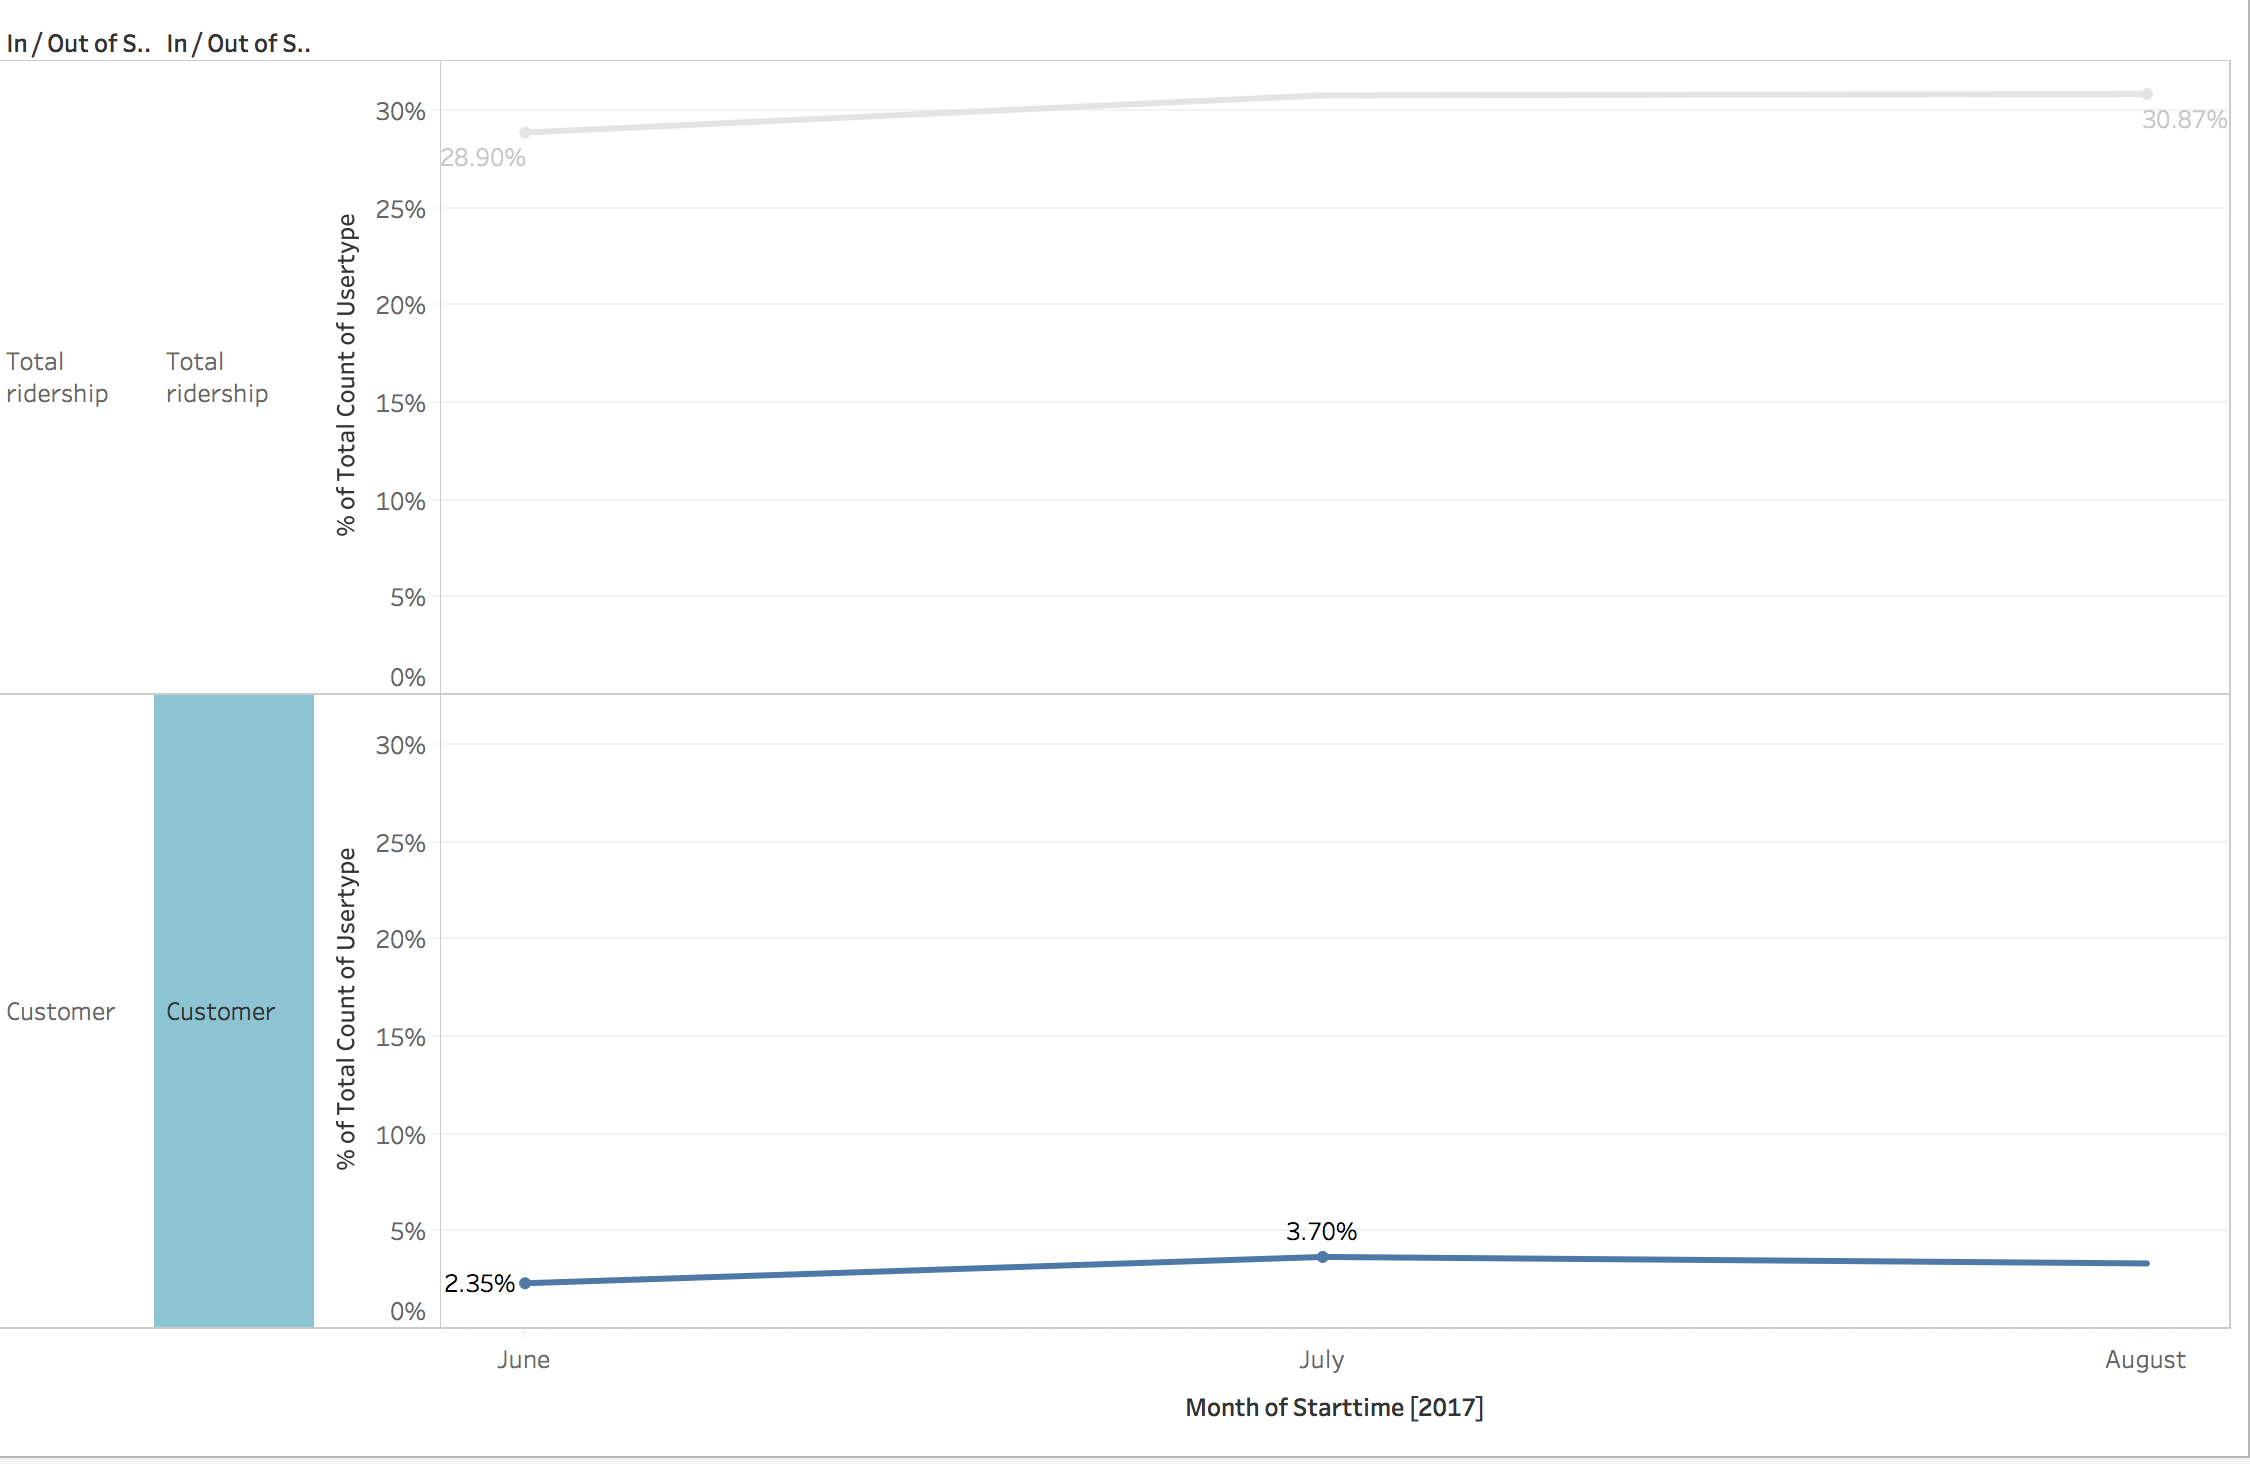 In / Out of S.. In / Out of S..
30%
30.87%
28.90%
25%
20%
Total Total
ridership ridership
15%
10%
5%
0%
% of Total Count of Usertype
30%
25%
20%
Customer Customer
15%
10%
5%
0%
% of Total Count of Usertype
3.70%
2.35%
June July August
Month of Starttime [2017]